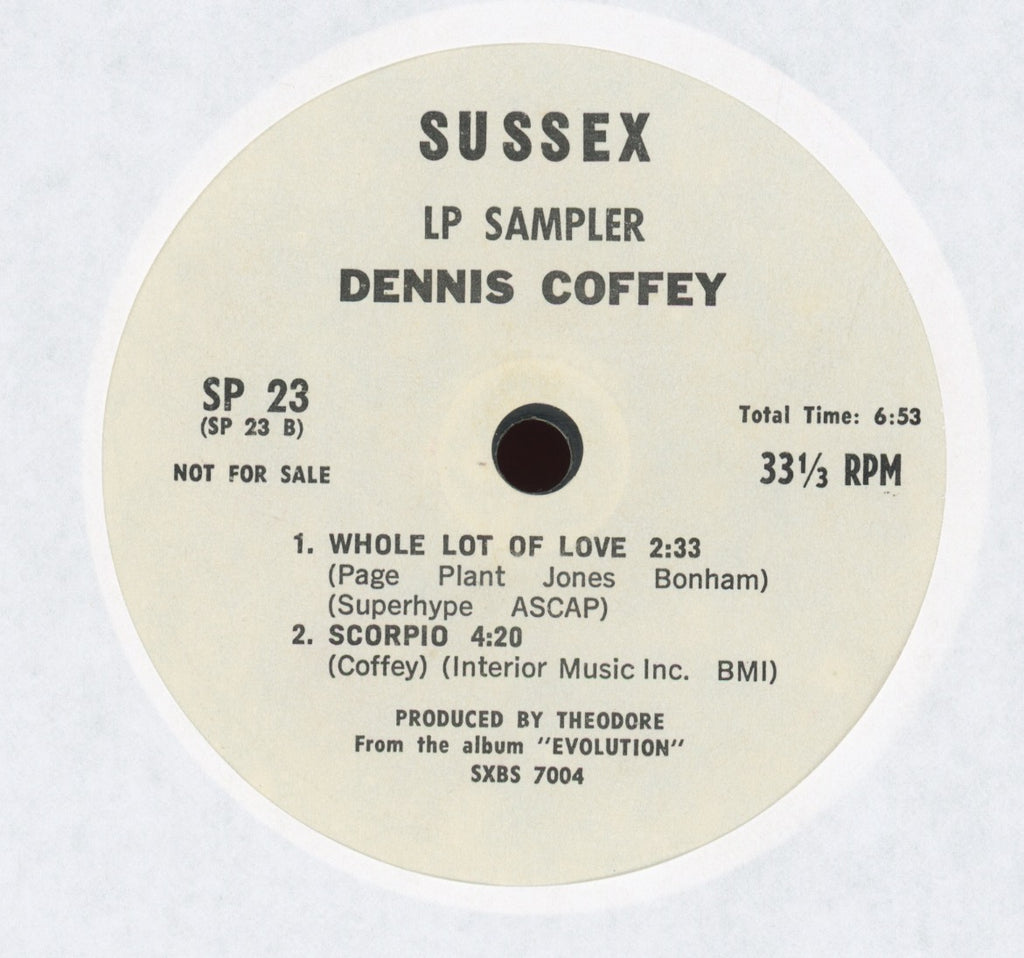 SUSSEX
LP SAMPLER
DENNIS COFFEY
SP 23
(SP 23 B)
NOT FOR SALE
Total Time: 6:53
33⅓ RPM
1. WHOLE LOT OF LOVE 2:33
(Page Plant Jones Bonham)
(Superhype ASCAP)
2. SCORPIO 4:20
(Coffey) (Interior Music Inc. BMI)
PRODUCED BY THEODORE
From the album "EVOLUTION"
SXBS 7004